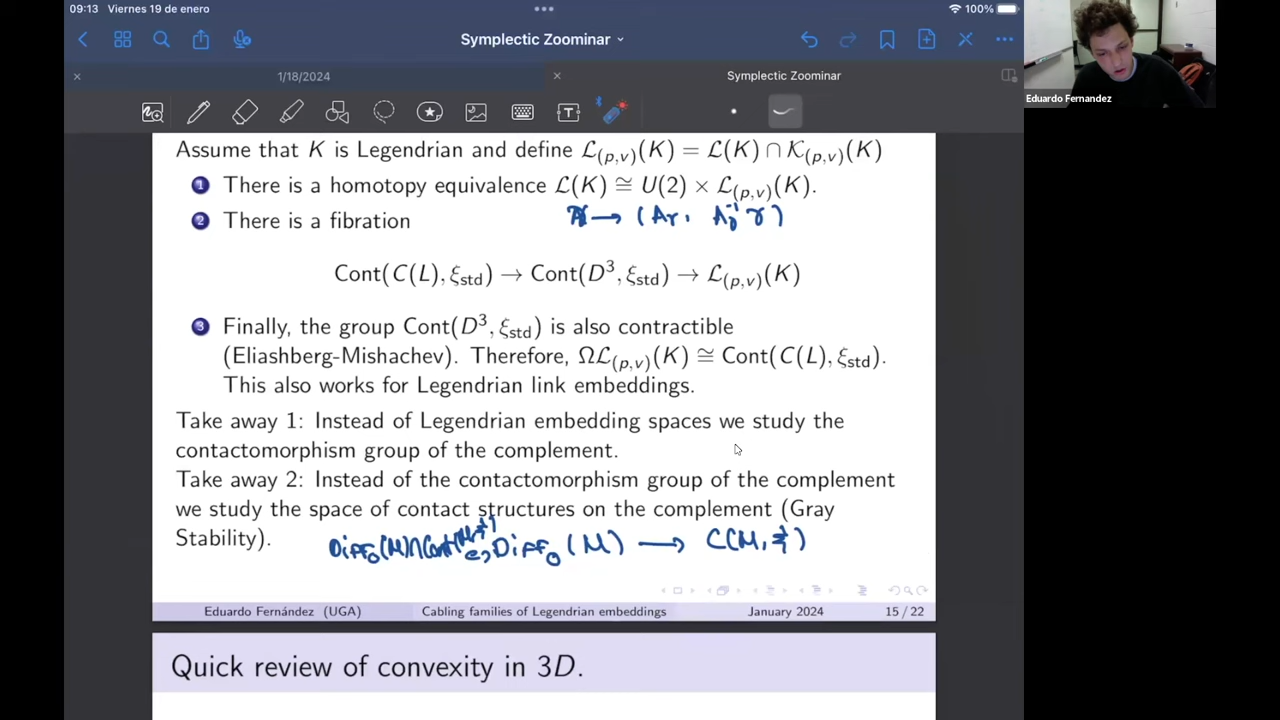 09:13 Viernes 19 de enero
100%
Symplectic Zoominar
1/18/2024
Symplectic Zoominar
Eduardo Fernandez
Assume that K is Legendrian and define 𝓛₍ₚ,ᵥ₎(K) = 𝓛(K) ∩ 𝒦₍ₚ,ᵥ₎(K)
1 There is a homotopy equivalence 𝓛(K) ≅ U(2) × 𝓛₍ₚ,ᵥ₎(K).
γ → (Aγ, Aγ⁻¹ γ)
2 There is a fibration
Cont(C(L), ξstd) → Cont(D³, ξstd) → 𝓛₍ₚ,ᵥ₎(K)
3 Finally, the group Cont(D³, ξstd) is also contractible
(Eliashberg-Mishachev). Therefore, Ω𝓛₍ₚ,ᵥ₎(K) ≅ Cont(C(L), ξstd).
This also works for Legendrian link embeddings.
Take away 1: Instead of Legendrian embedding spaces we study the
contactomorphism group of the complement.
Take away 2: Instead of the contactomorphism group of the complement
we study the space of contact structures on the complement (Gray
Stability).
Diff₀(M)∩Cont(M,ξ) ↪ Diff₀(M) → C(M,ξ)
Eduardo Fernández (UGA) Cabling families of Legendrian embeddings January 2024 15 / 22
Quick review of convexity in 3D.